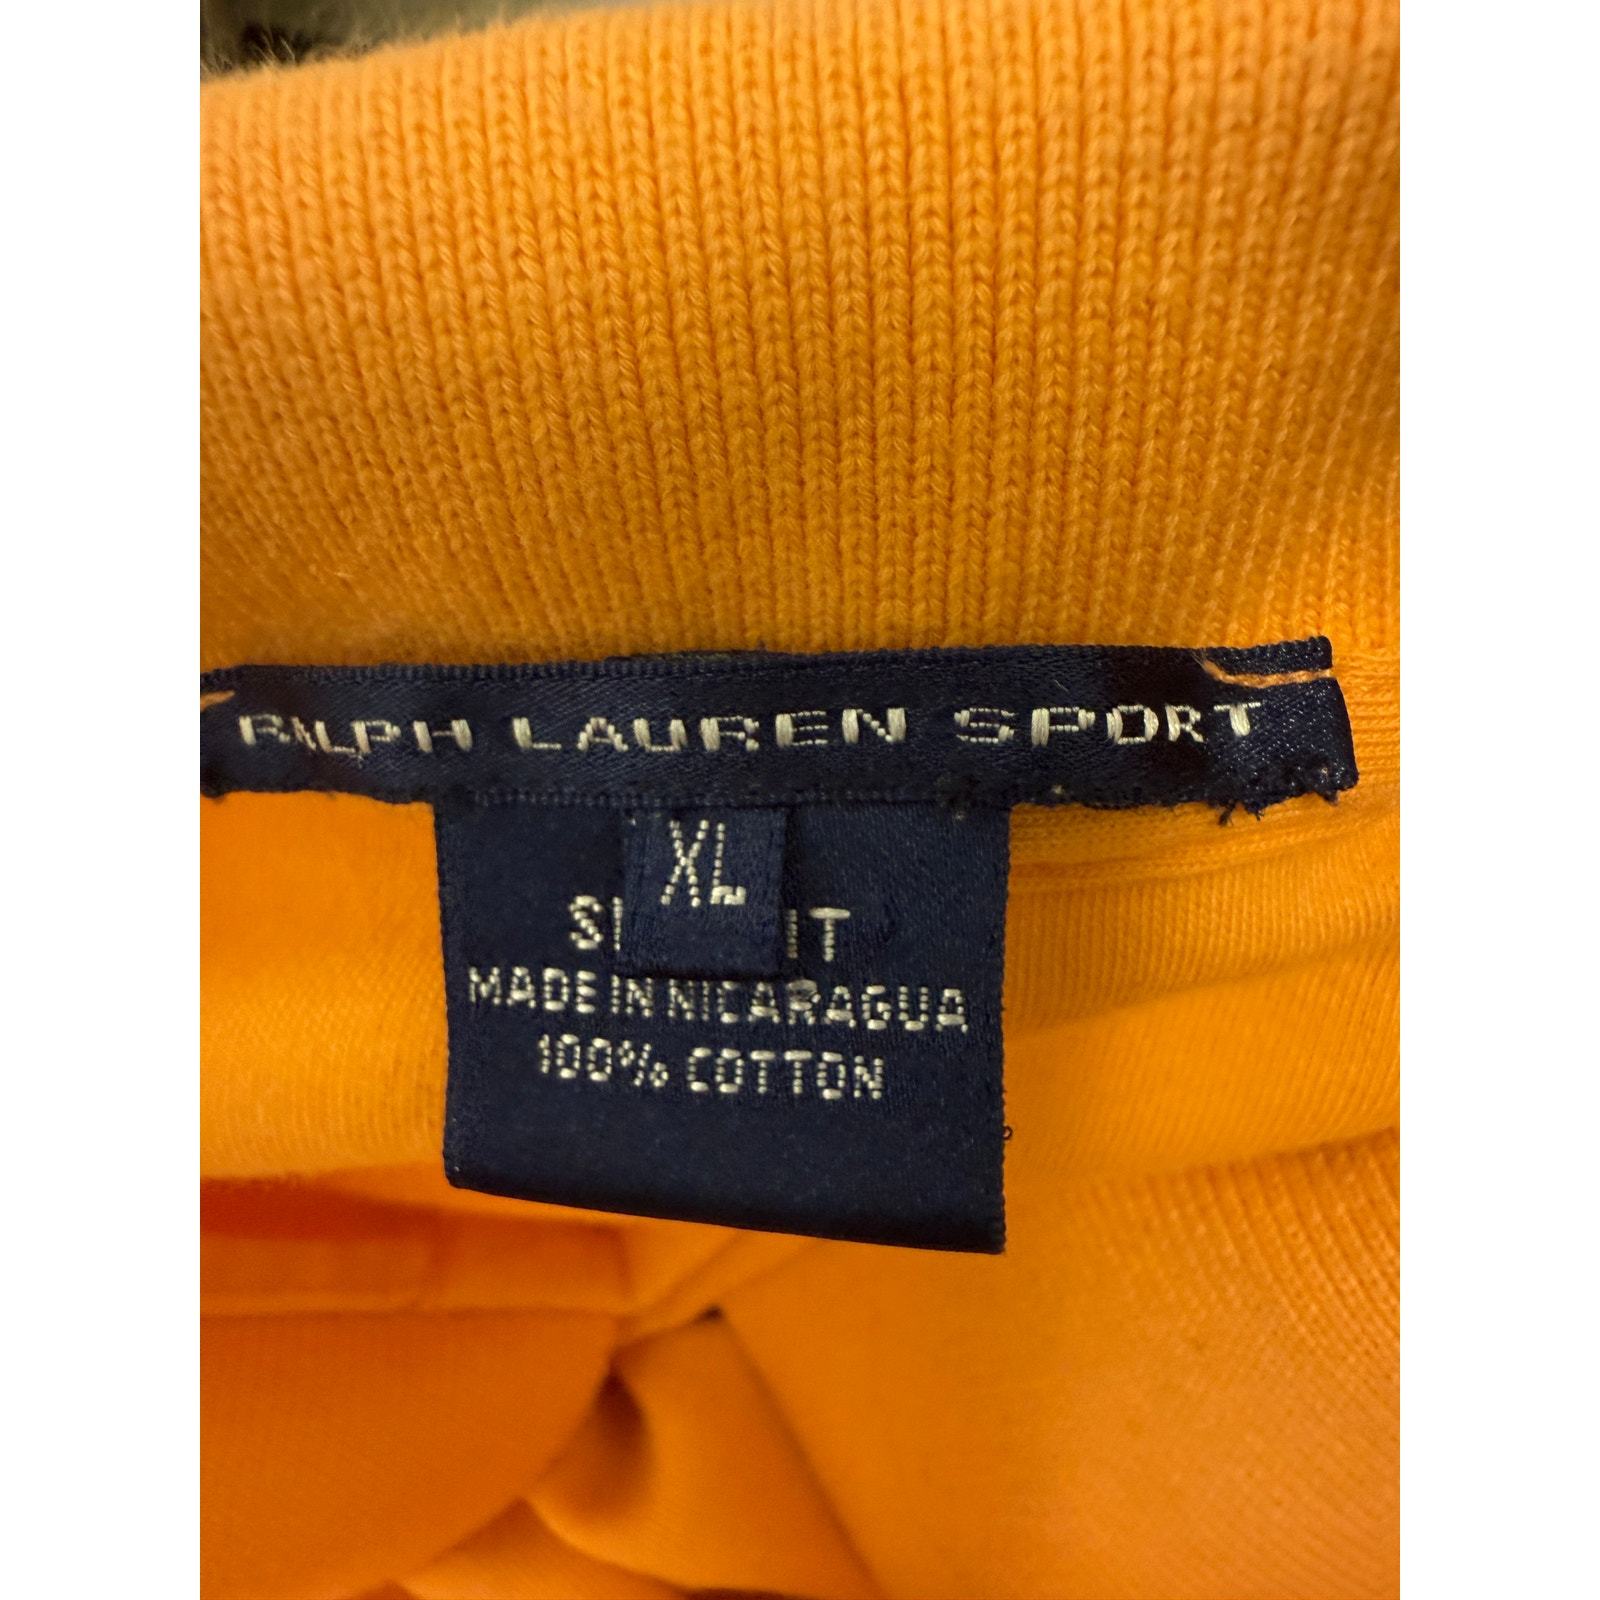 RALPH LAUREN SPORT
XL
MADE IN NICARAGUA
100% COTTON